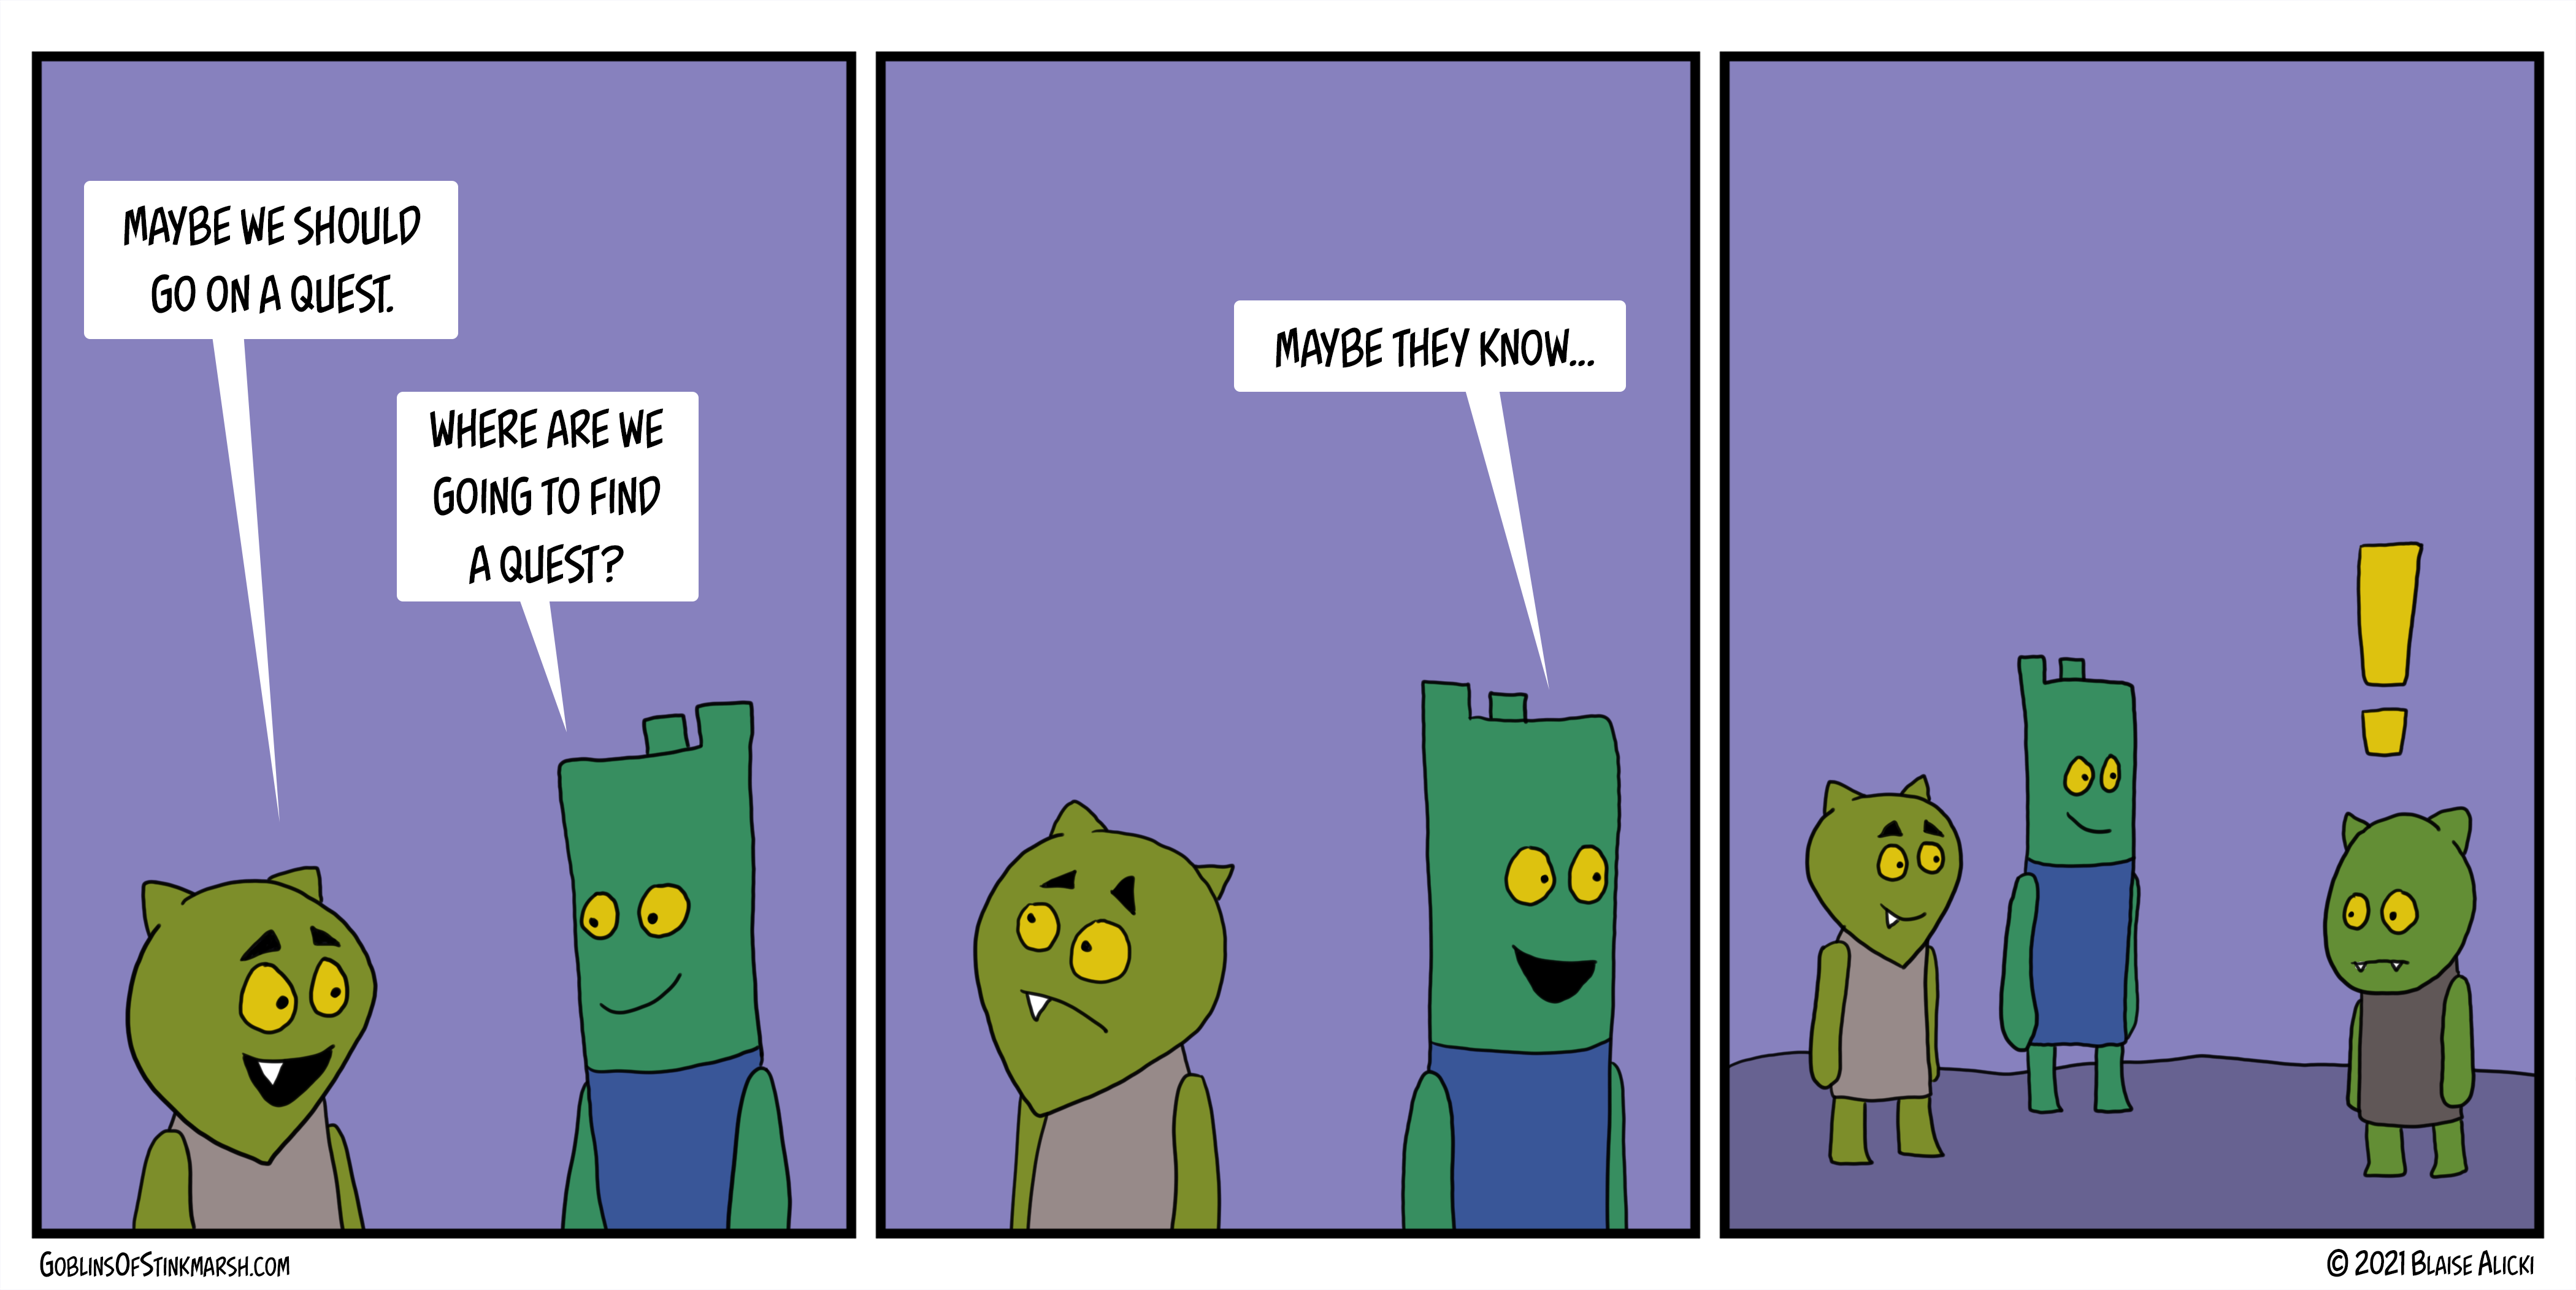 MAYBE WE SHOULD
GO ON A QUEST.
WHERE ARE WE
GOING TO FIND
A QUEST?
MAYBE THEY KNOW...
!
GOBLINSOFSTINKMARSH.COM
© 2021 BLAISE ALICKI